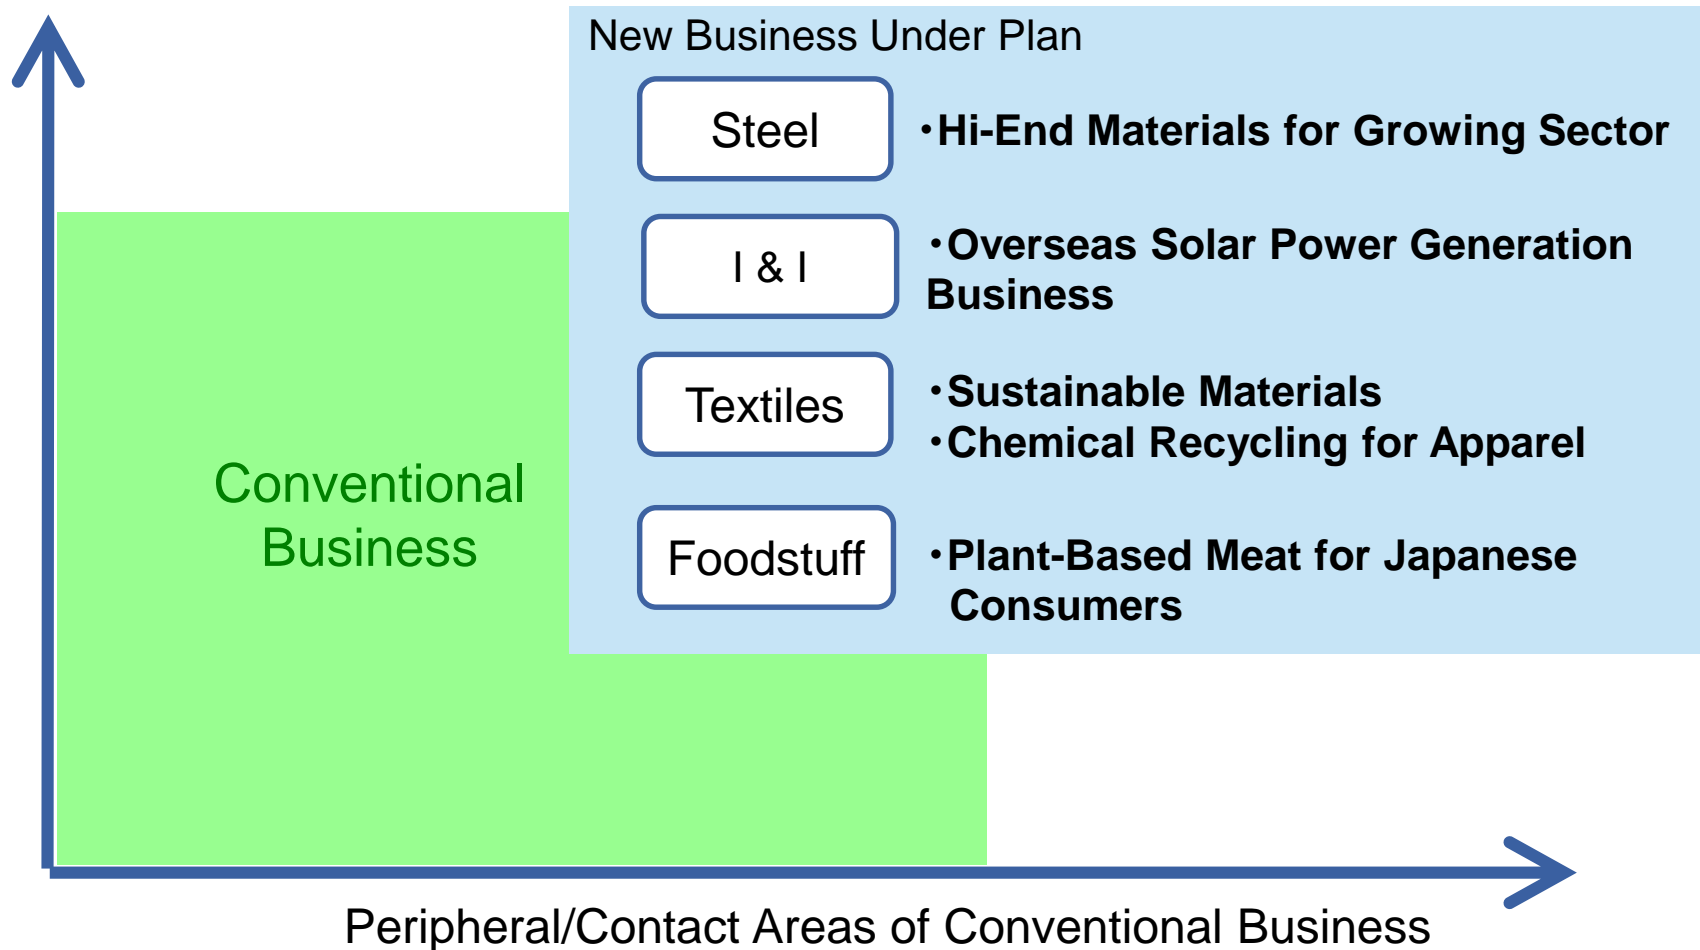 New Business Under Plan
Steel
・Hi-End Materials for Growing Sector
I & I
・Overseas Solar Power Generation
Business
Textiles
・Sustainable Materials
・Chemical Recycling for Apparel
Conventional
Business
Foodstuff
・Plant-Based Meat for Japanese
Consumers
Peripheral/Contact Areas of Conventional Business